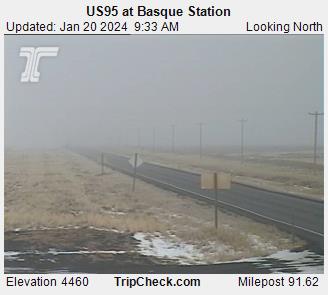 US95 at Basque Station
Updated: Jan 20 2024 9:33 AM Looking North
Elevation 4460 TripCheck.com Milepost 91.62